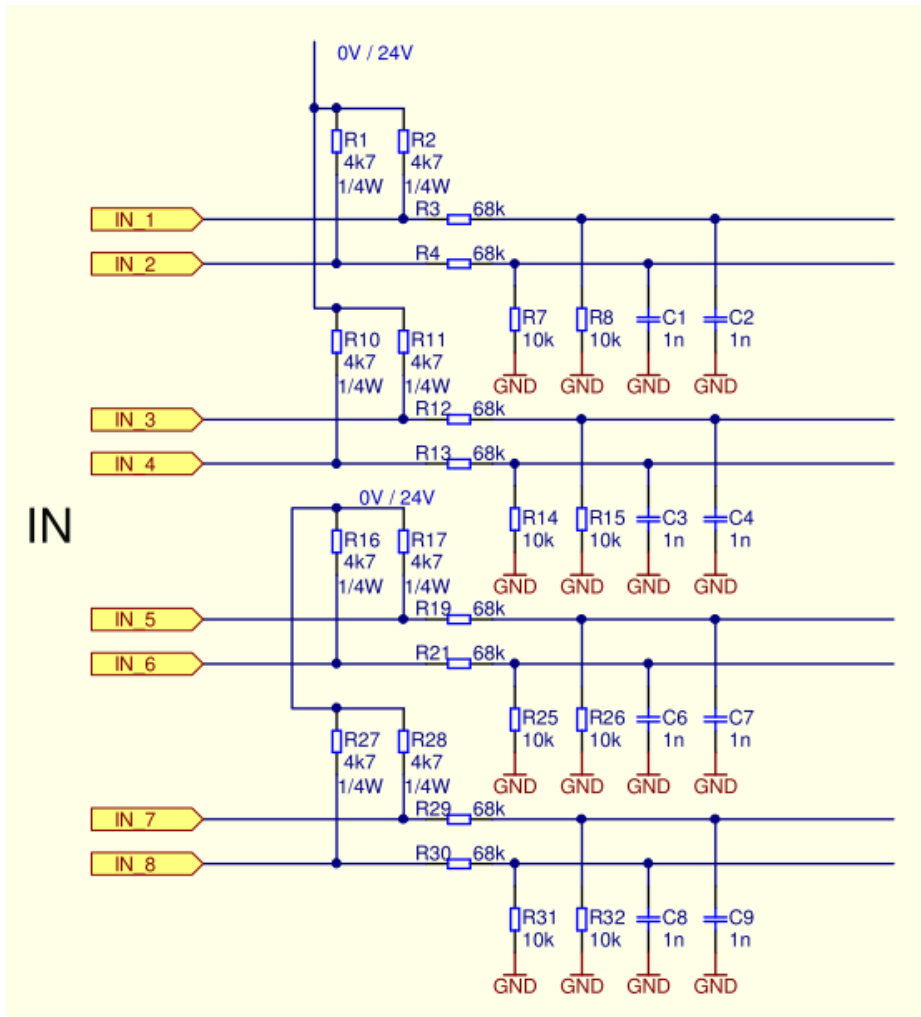 0V / 24V
R1 R2
4k7 4k7
1/4W 1/4W
IN_1 R3 68k
IN_2 R4 68k
R10 R11 R7 R8 C1 C2
4k7 4k7 10k 10k 1n 1n
1/4W 1/4W GND GND GND GND
IN_3 R12 68k
IN_4 R13 68k
0V / 24V
IN
R16 R17 R14 R15 C3 C4
4k7 4k7 10k 10k 1n 1n
1/4W 1/4W GND GND GND GND
IN_5 R19 68k
IN_6 R21 68k
R27 R28 R25 R26 C6 C7
4k7 4k7 10k 10k 1n 1n
1/4W 1/4W GND GND GND GND
IN_7 R29 68k
IN_8 R30 68k
R31 R32 C8 C9
10k 10k 1n 1n
GND GND GND GND